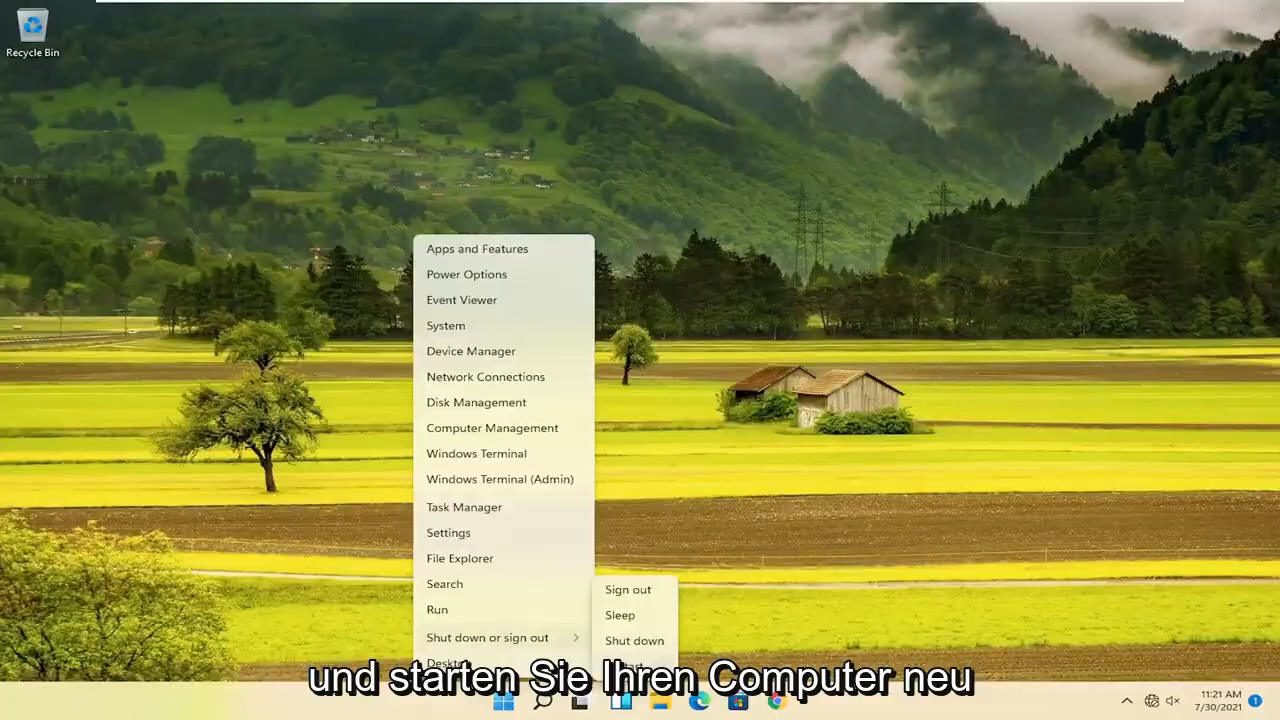 Recycle Bin
Apps and Features
Power Options
Event Viewer
System
Device Manager
Network Connections
Disk Management
Computer Management
Windows Terminal
Windows Terminal (Admin)
Task Manager
Settings
File Explorer
Search
Run
Shut down or sign out
Sign out
Sleep
Shut down
und starten Sie Ihren Computer neu
11:21 AM
7/30/2021
1